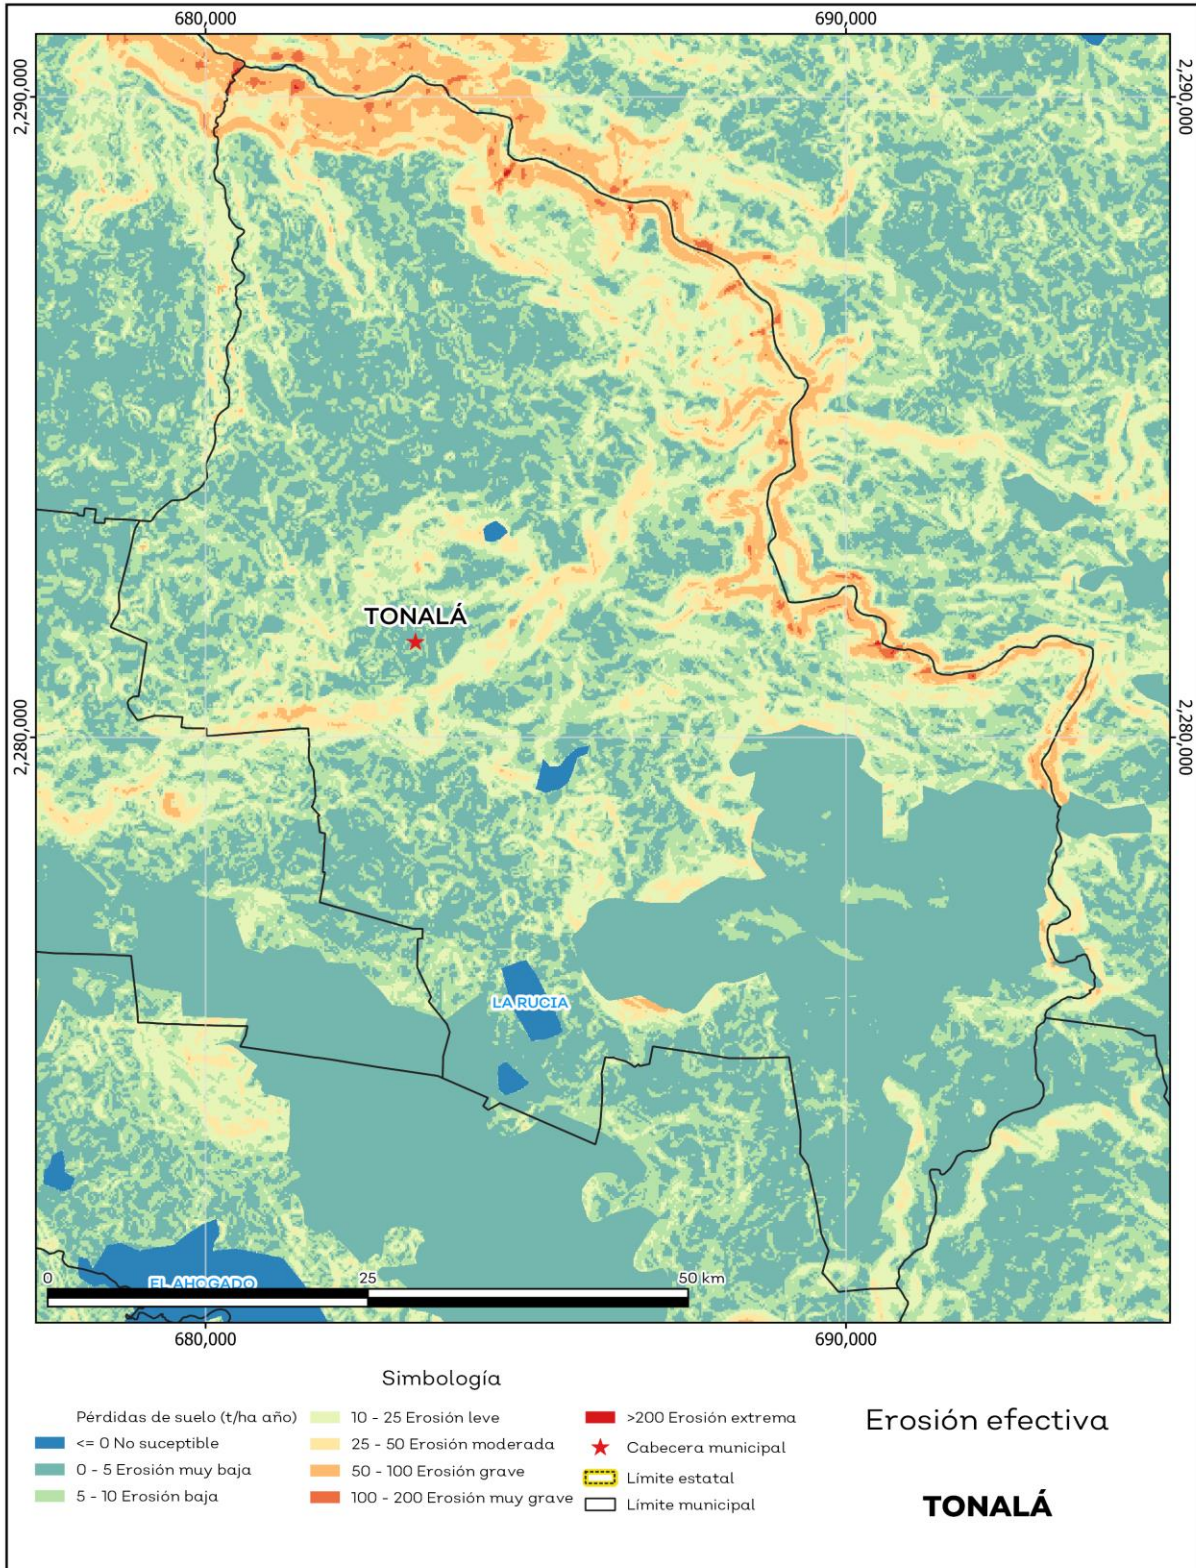 680,000
690,000
2,290,000
2,290,000
TONALÁ
2,280,000
2,280,000
LA RUCIA
EL AHOGADO
0
25
50 km
680,000
690,000
Simbología
Pérdidas de suelo (t/ha año)
<= 0 No suceptible
0 - 5 Erosión muy baja
5 - 10 Erosión baja
10 - 25 Erosión leve
25 - 50 Erosión moderada
50 - 100 Erosión grave
100 - 200 Erosión muy grave
>200 Erosión extrema
Cabecera municipal
Límite estatal
Límite municipal
Erosión efectiva
TONALÁ